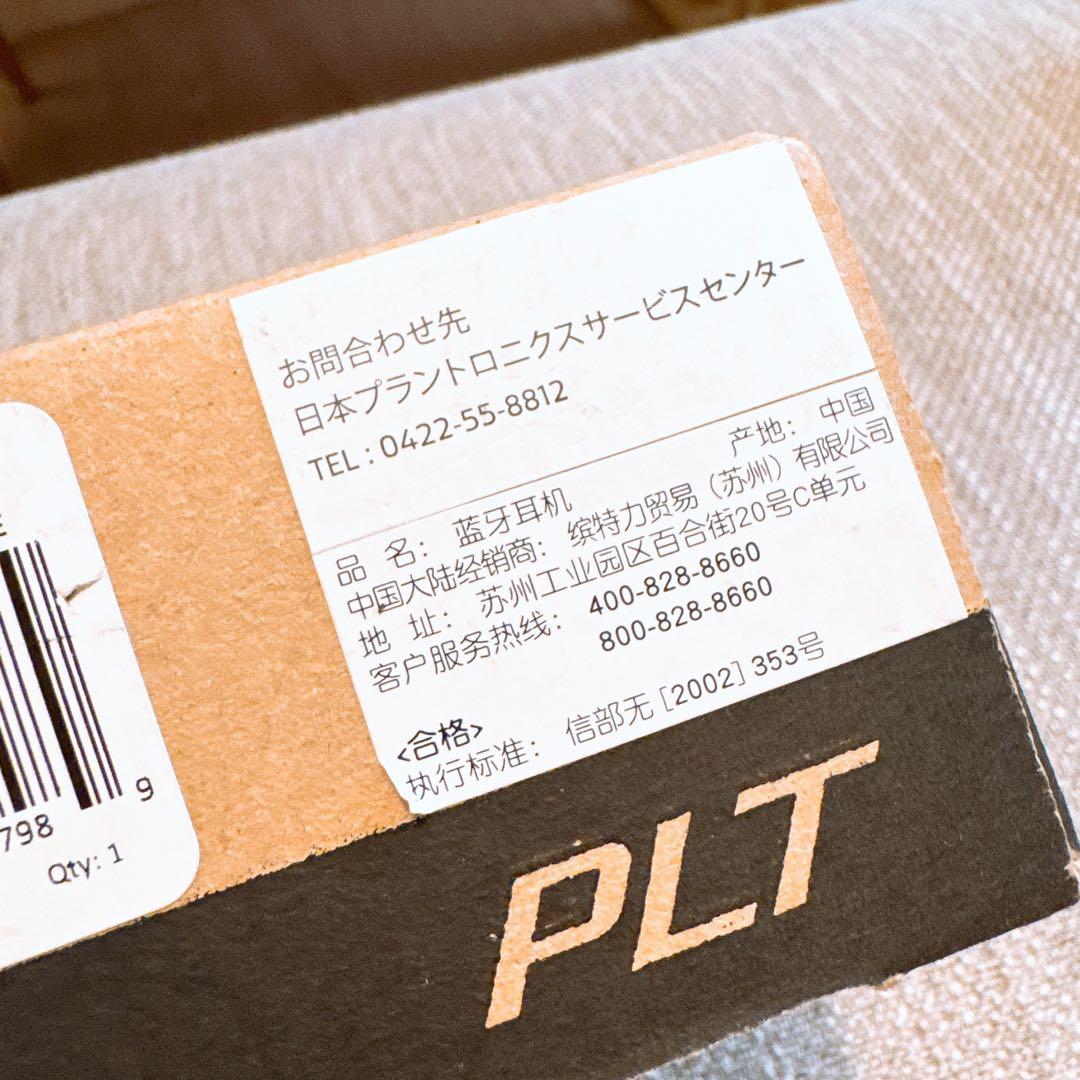 お問合わせ先
日本プラントロニクスサービスセンター
TEL : 0422-55-8812
产地： 中国
品 名： 蓝牙耳机
中国大陆经销商： 缤特力贸易（苏州）有限公司
地 址： 苏州工业园区百合街20号C单元
客户服务热线： 400-828-8660
800-828-8660
<合格>
执行标准： 信部无 [2002] 353号
798 9
Qty: 1
PLT